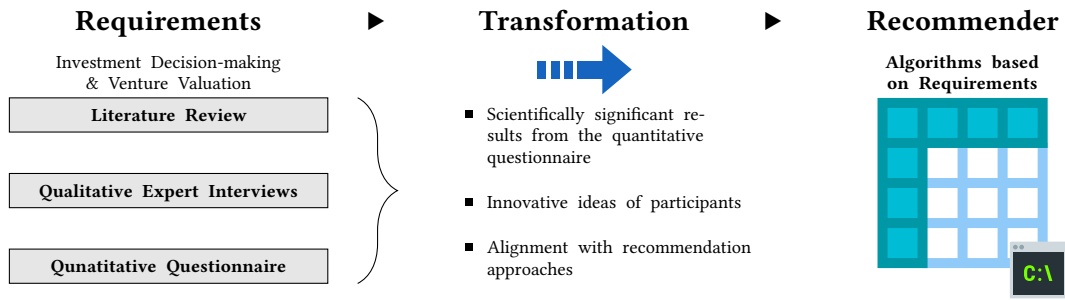 Requirements
Investment Decision-making
& Venture Valuation
Literature Review
Qualitative Expert Interviews
Qunatitative Questionnaire
Transformation
Scientifically significant re-
sults from the quantitative
questionnaire
Innovative ideas of participants
Alignment with recommendation
approaches
Recommender
Algorithms based
on Requirements
C:\